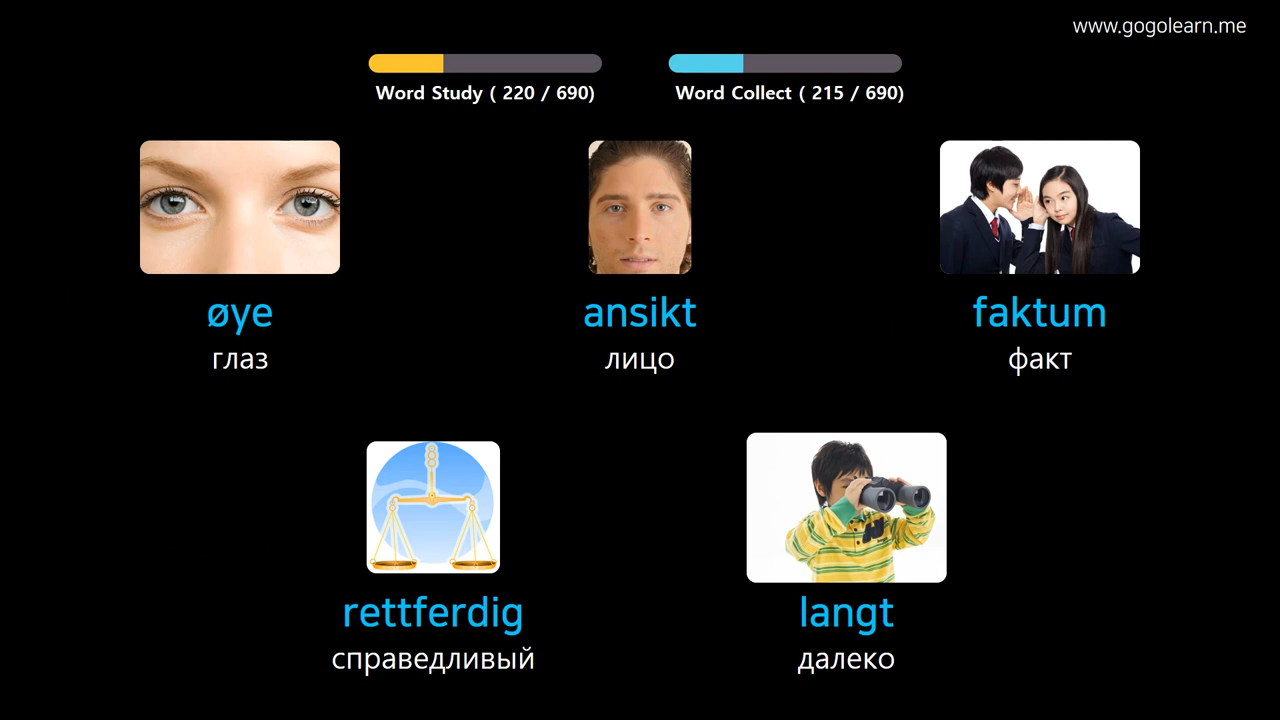 www.gogolearn.me
Word Study ( 220 / 690)
Word Collect ( 215 / 690)
øye
глаз
ansikt
лицо
faktum
факт
rettferdig
справедливый
langt
далеко